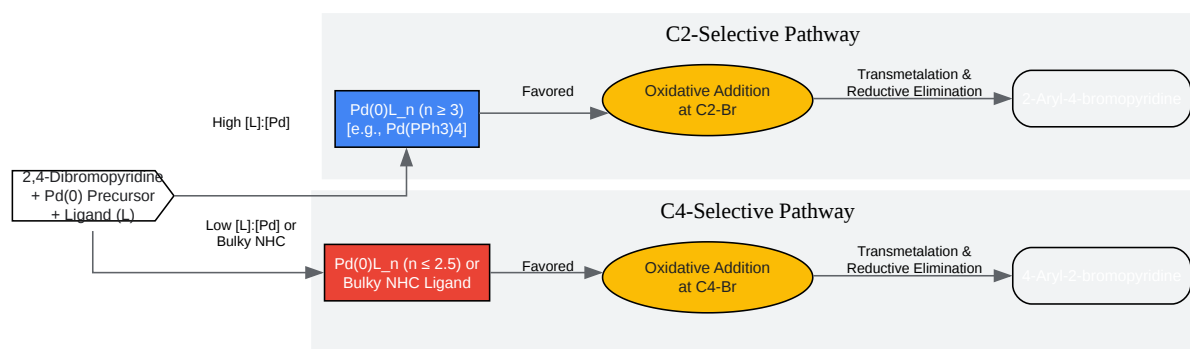 C2-Selective Pathway
Transmetalation &
Reductive Elimination
Favored
Oxidative Addition
at C2-Br
2-Aryl-4-bromopyridine
Pd(0)L_n (n ≥ 3)
[e.g., Pd(PPh3)4]
High [L]:[Pd]
2,4-Dibromopyridine
+ Pd(0) Precursor
+ Ligand (L)
C4-Selective Pathway
Low [L]:[Pd] or
Bulky NHC
Transmetalation &
Reductive Elimination
Pd(0)L_n (n ≤ 2.5) or
Bulky NHC Ligand
Favored
Oxidative Addition
at C4-Br
4-Aryl-2-bromopyridine